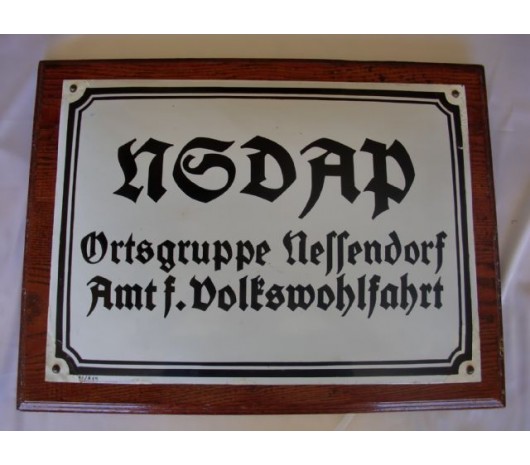 NSDAP
Ortsgruppe Nessendorf
Amt f. Volkswohlfahrt